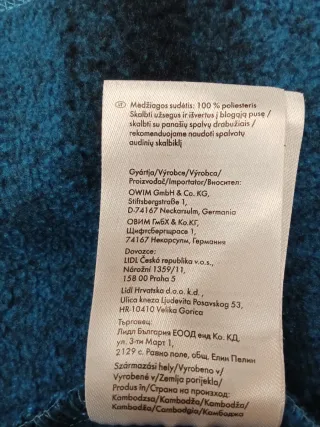 LT Medžiagos sudėtis: 100 % poliesteris
Skalbti užsegus ir išvertus į blogąją pusę /
skalbti su panašių spalvų drabužiais /
rekomenduojame naudoti spalvotų
audinių skalbiklį
Gyártja/Výrobce/Výrobca/
Proizvođač/Importator/Вносител:
OWIM GmbH & Co. KG,
Stiftsbergstraße 1,
D-74167 Neckarsulm, Germania
ОВИМ ГмбХ & Ко.КГ,
Щифтсбергщрасе 1,
74167 Некарсулм, Германия
Dovozce:
LIDL Česká republika v.o.s.,
Nárožní 1359/11,
158 00 Praha 5
Lidl Hrvatska d.o.o. k.d.,
Ulica kneza Ljudevita Posavskog 53,
HR-10410 Velika Gorica
Търговец:
Лидл България ЕООД енд Ко. КД,
ул. 3-ти Март 1,
2129 с. Равно поле, общ. Елин Пелин
Származási hely/Vyrobeno v/
Vyrobené v/Zemlja porijekla/
Produs în/Страна на произход:
Kambodzsa/Kambodža/Kambodža/
Kambodža/Cambodgia/Камбоджа